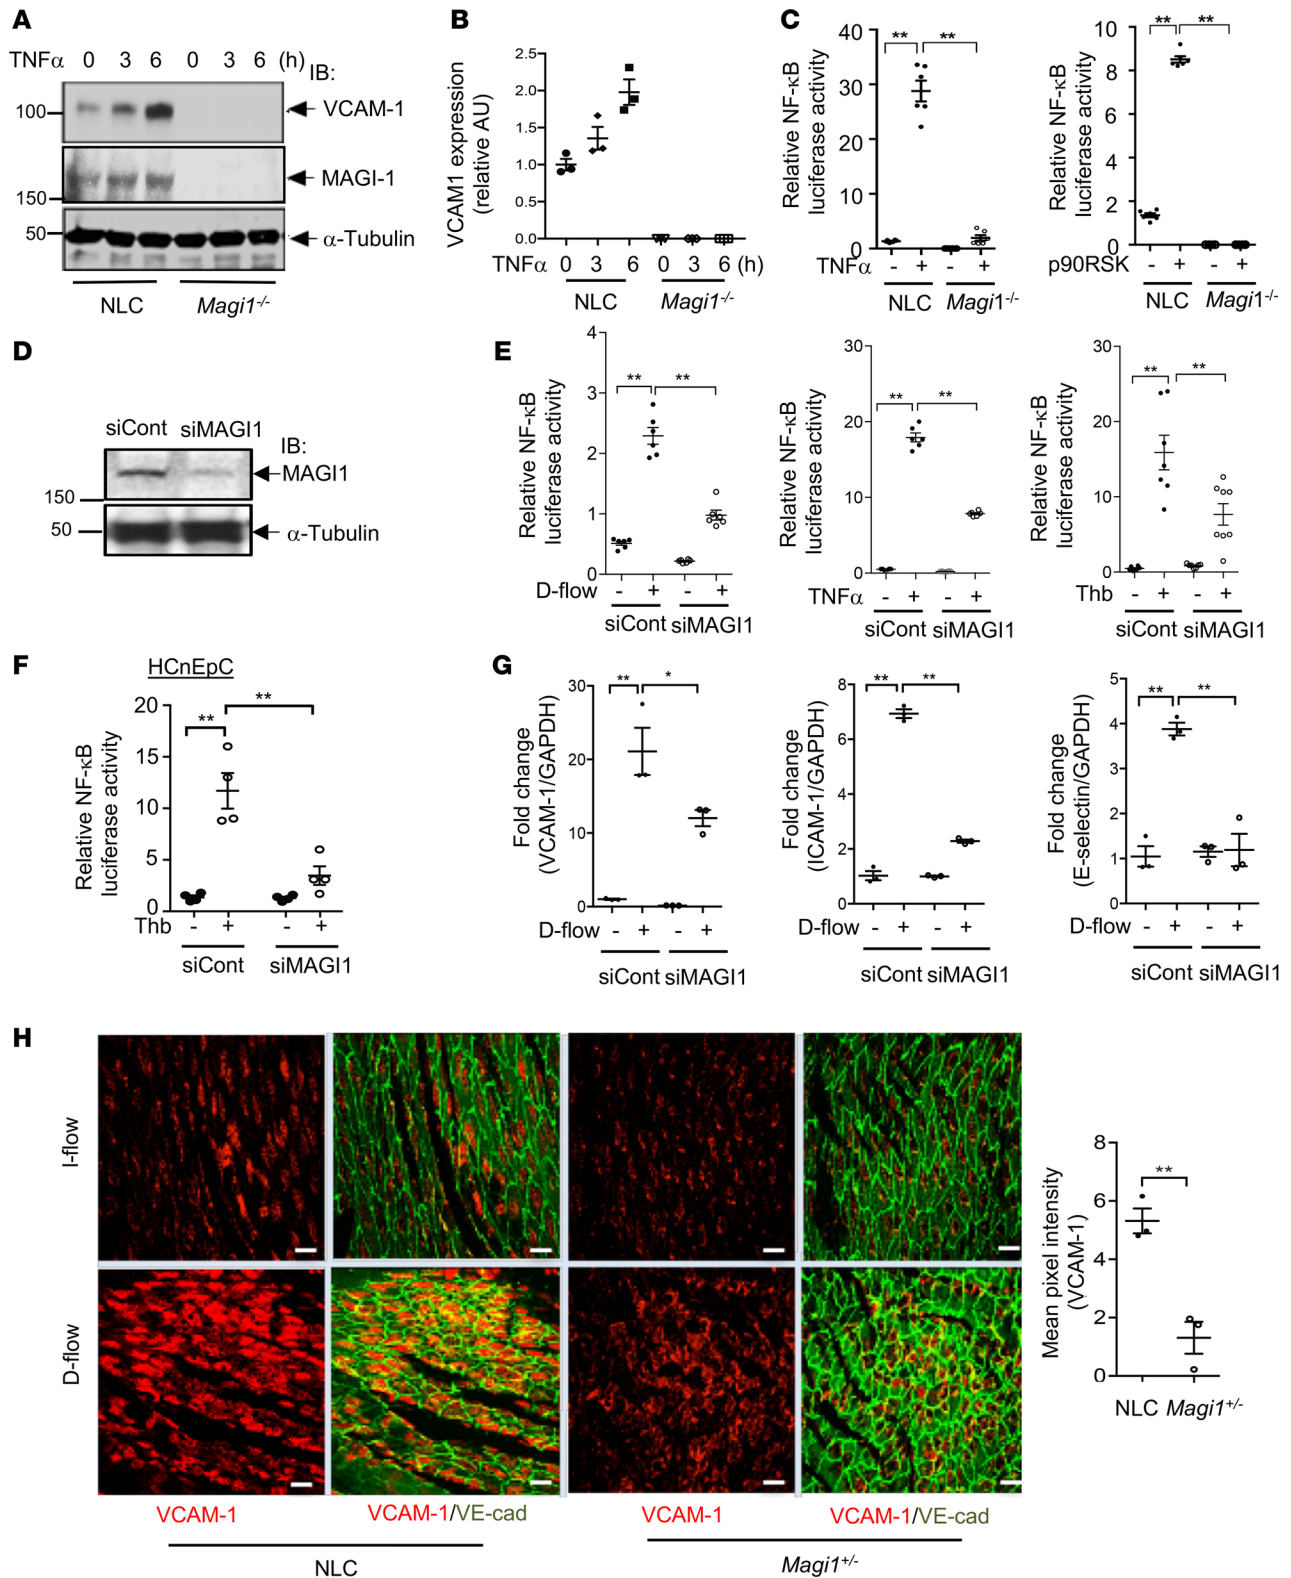 A
TNFα 0 3 6 0 3 6 (h)
IB:
100
VCAM-1
MAGI-1
150
50
α-Tubulin
NLC Magi1-/-
B
VCAM1 expression
(relative AU)
2.5
2.0
1.5
1.0
0.5
0.0
TNFα 0 3 6 0 3 6 (h)
NLC Magi1-/-
C
Relative NF-κB
luciferase activity
40
30
20
10
0
** **
TNFα - + - +
NLC Magi1-/-
Relative NF-κB
luciferase activity
10
8
6
4
2
0
** **
p90RSK - + - +
NLC Magi1-/-
D
siCont siMAGI1
IB:
MAGI1
150
50
α-Tubulin
E
Relative NF-κB
luciferase activity
4
3
2
1
0
** **
D-flow - + - +
siCont siMAGI1
Relative NF-κB
luciferase activity
30
20
10
0
** **
TNFα - + - +
siCont siMAGI1
Relative NF-κB
luciferase activity
30
20
10
0
** **
Thb - + - +
siCont siMAGI1
F
HCnEpC
Relative NF-κB
luciferase activity
20
15
10
5
0
** **
Thb - + - +
siCont siMAGI1
G
Fold change
(VCAM-1/GAPDH)
30
20
10
0
** *
D-flow - + - +
siCont siMAGI1
Fold change
(ICAM-1/GAPDH)
8
6
4
2
0
** **
D-flow - + - +
siCont siMAGI1
Fold change
(E-selectin/GAPDH)
5
4
3
2
1
0
** **
D-flow - + - +
siCont siMAGI1
H
I-flow
D-flow
VCAM-1 VCAM-1/VE-cad VCAM-1 VCAM-1/VE-cad
NLC Magi1+/-
Mean pixel intensity
(VCAM-1)
8
6
4
2
0
**
NLC Magi1+/-